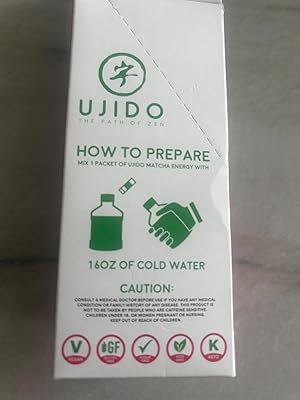 UJIDO
THE PATH OF ZEN
HOW TO PREPARE
MIX 1 PACKET OF UJIDO MATCHA ENERGY WITH
16OZ OF COLD WATER
CAUTION:
CONSULT A MEDICAL DOCTOR BEFORE USE IF YOU HAVE ANY MEDICAL
CONDITION OR FAMILY HISTORY OF ANY DISEASE. THIS PRODUCT IS
NOT TO BE TAKEN BY PEOPLE WHO ARE CAFFEINE SENSITIVE,
CHILDREN UNDER 18, OR WOMEN PREGNANT OR NURSING.
KEEP OUT OF REACH OF CHILDREN.
V GF K
VEGAN KETO